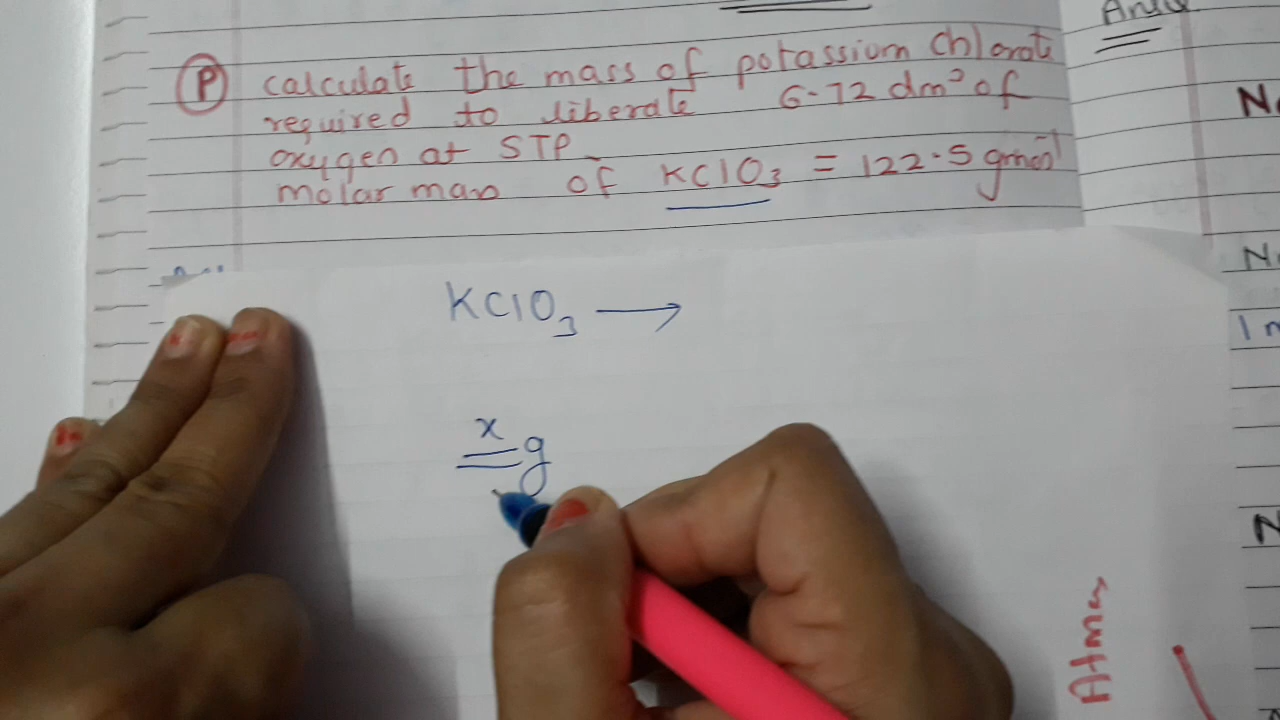 Ⓟ calculate the mass of potassium chlorate
required to liberate 6.72 dm³ of
oxygen at STP
molar mass of KClO₃ = 122.5 gmol⁻¹
KClO₃ ⟶
x g
Atma